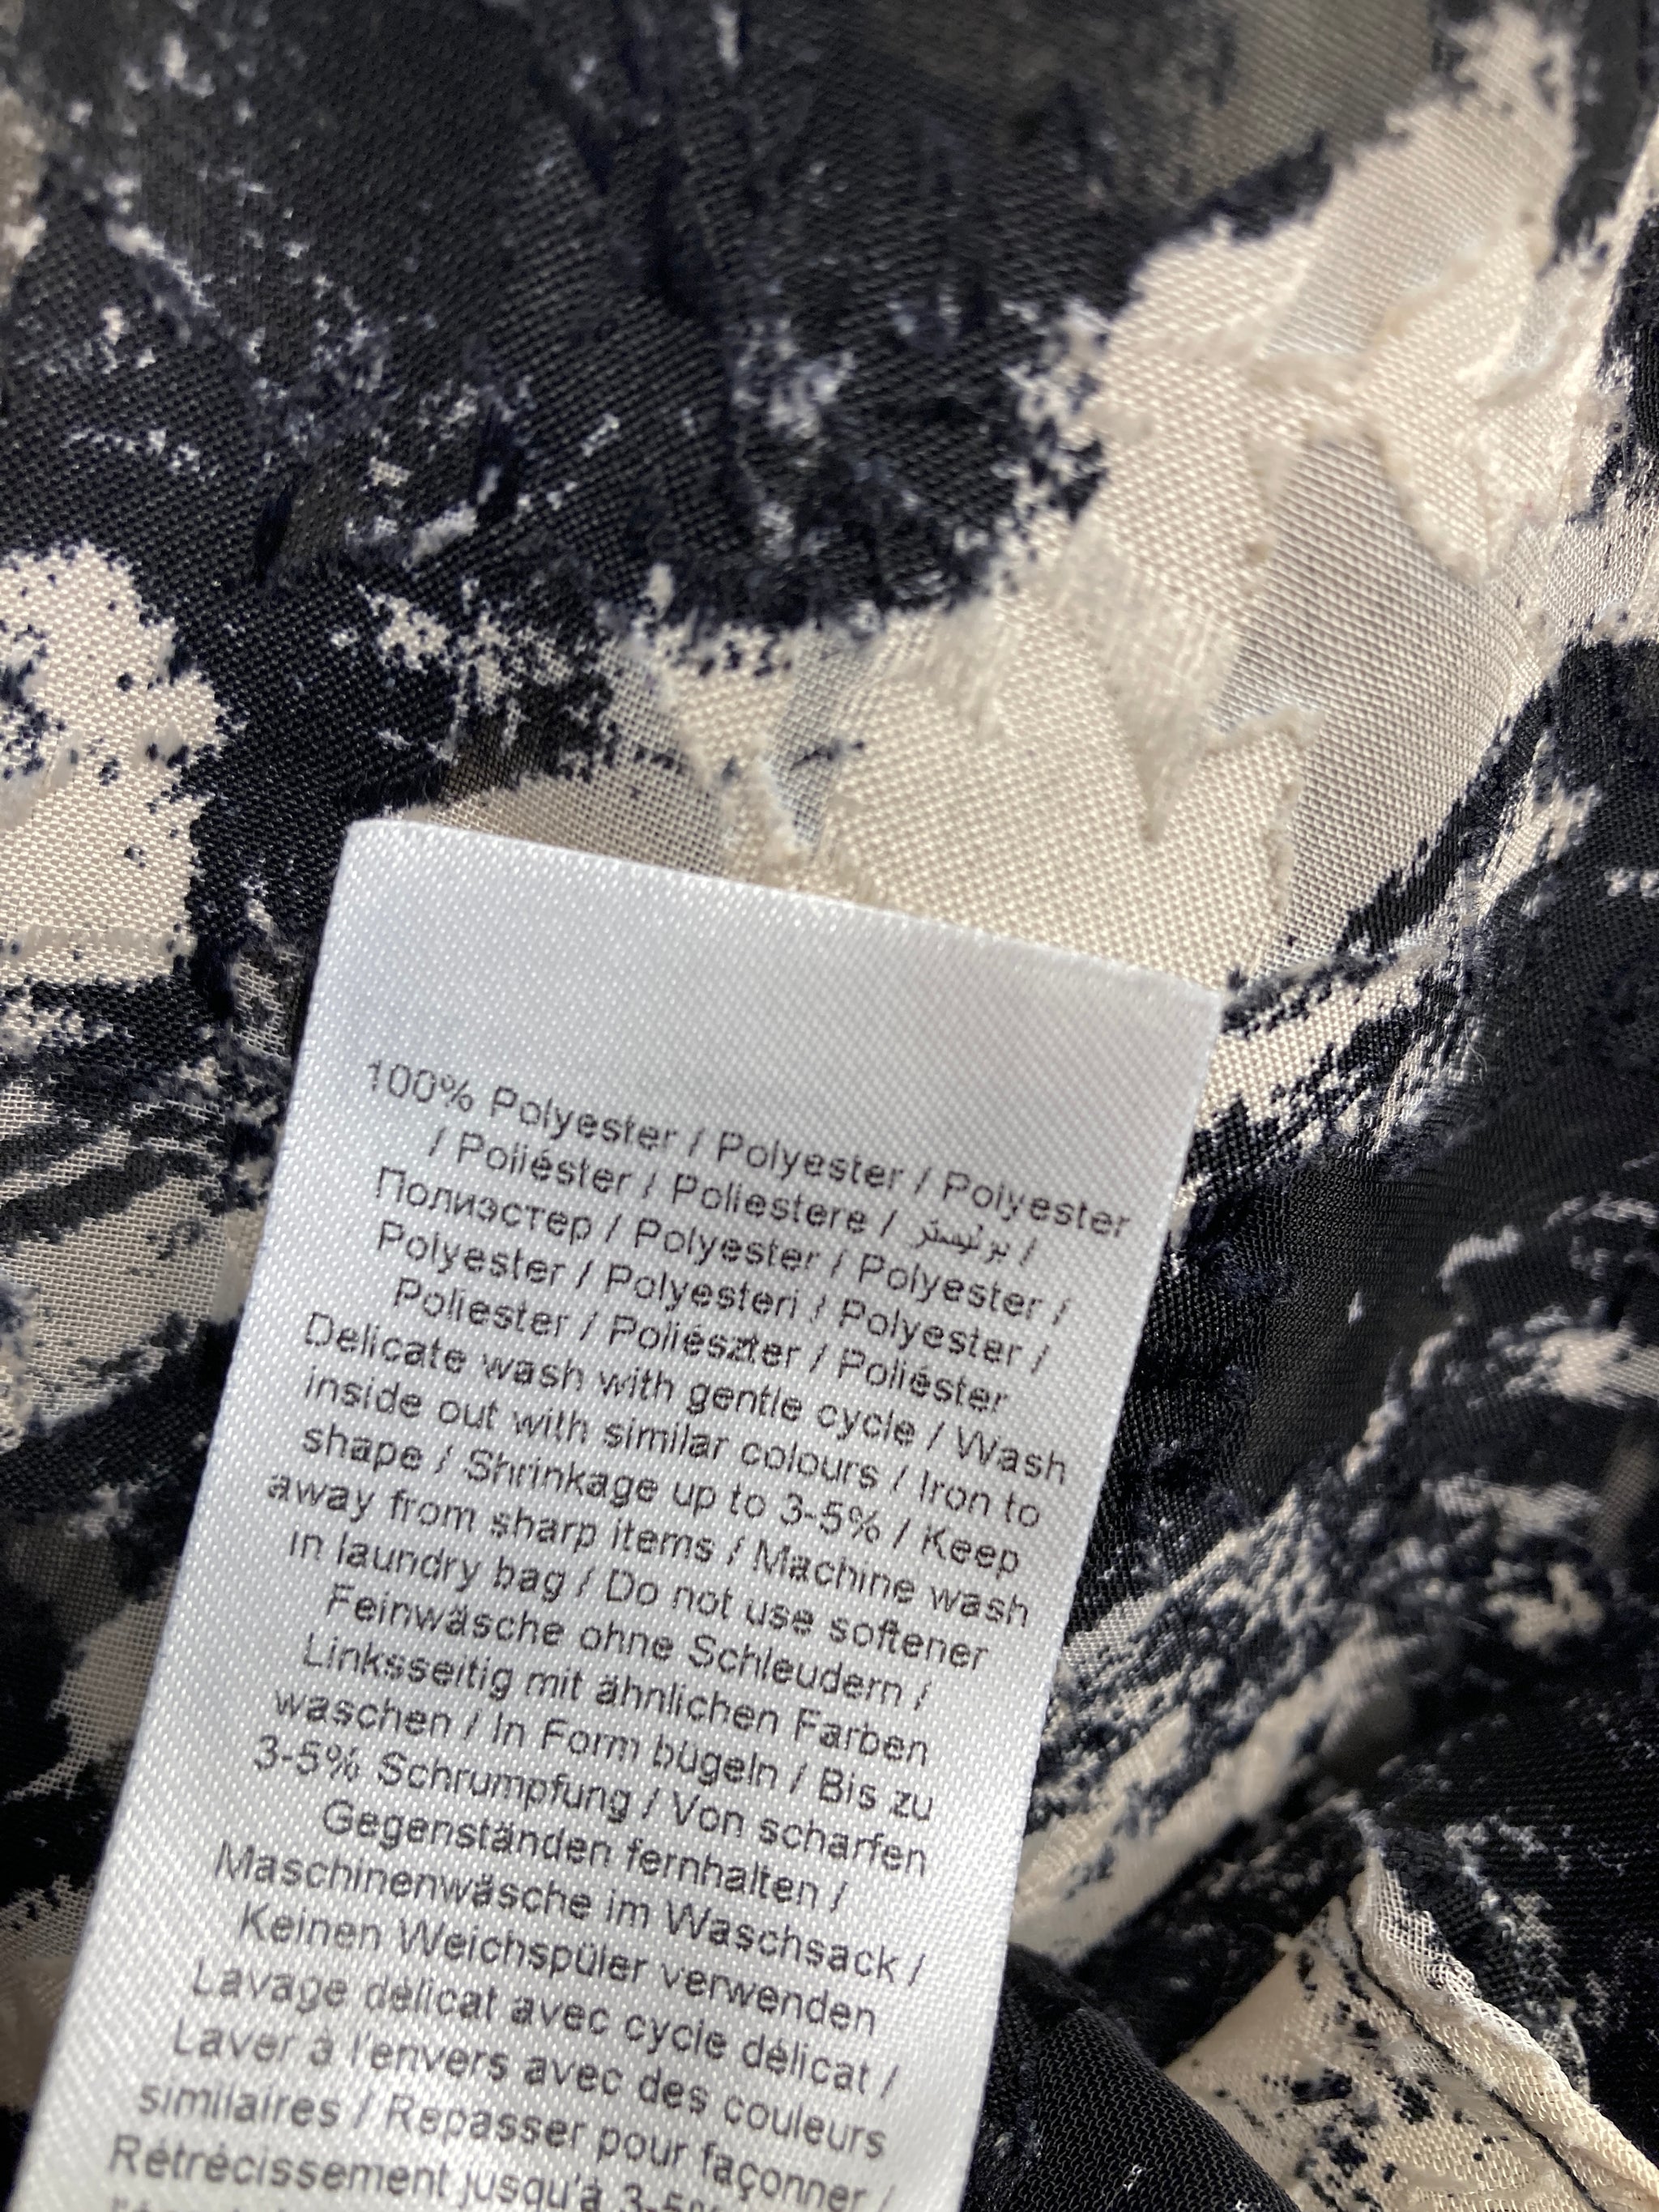 100% Polyester / Polyester / Polyester
/ Poliéster / Poliestere / بوليستر /
Полиэстер / Polyester / Polyester /
Polyester / Polyesteri / Polyester /
Poliester / Poliészter / Poliéster
Delicate wash with gentle cycle / Wash
inside out with similar colours / Iron to
shape / Shrinkage up to 3-5% / Keep
away from sharp items / Machine wash
in laundry bag / Do not use softener
Feinwäsche ohne Schleudern /
Linksseitig mit ähnlichen Farben
waschen / In Form bügeln / Bis zu
3-5% Schrumpfung / Von scharfen
Gegenständen fernhalten /
Maschinenwäsche im Waschsack /
Keinen Weichspüler verwenden
Lavage délicat avec cycle délicat /
Laver à l'envers avec des couleurs
similaires / Repasser pour façonner /
Rétrécissement jusqu'à 3-5%